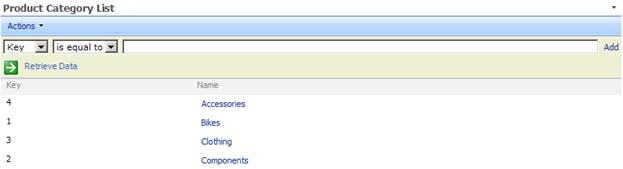 Product Category List
Actions
Key is equal to Add
Retrieve Data
Key Name
4 Accessories
1 Bikes
3 Clothing
2 Components